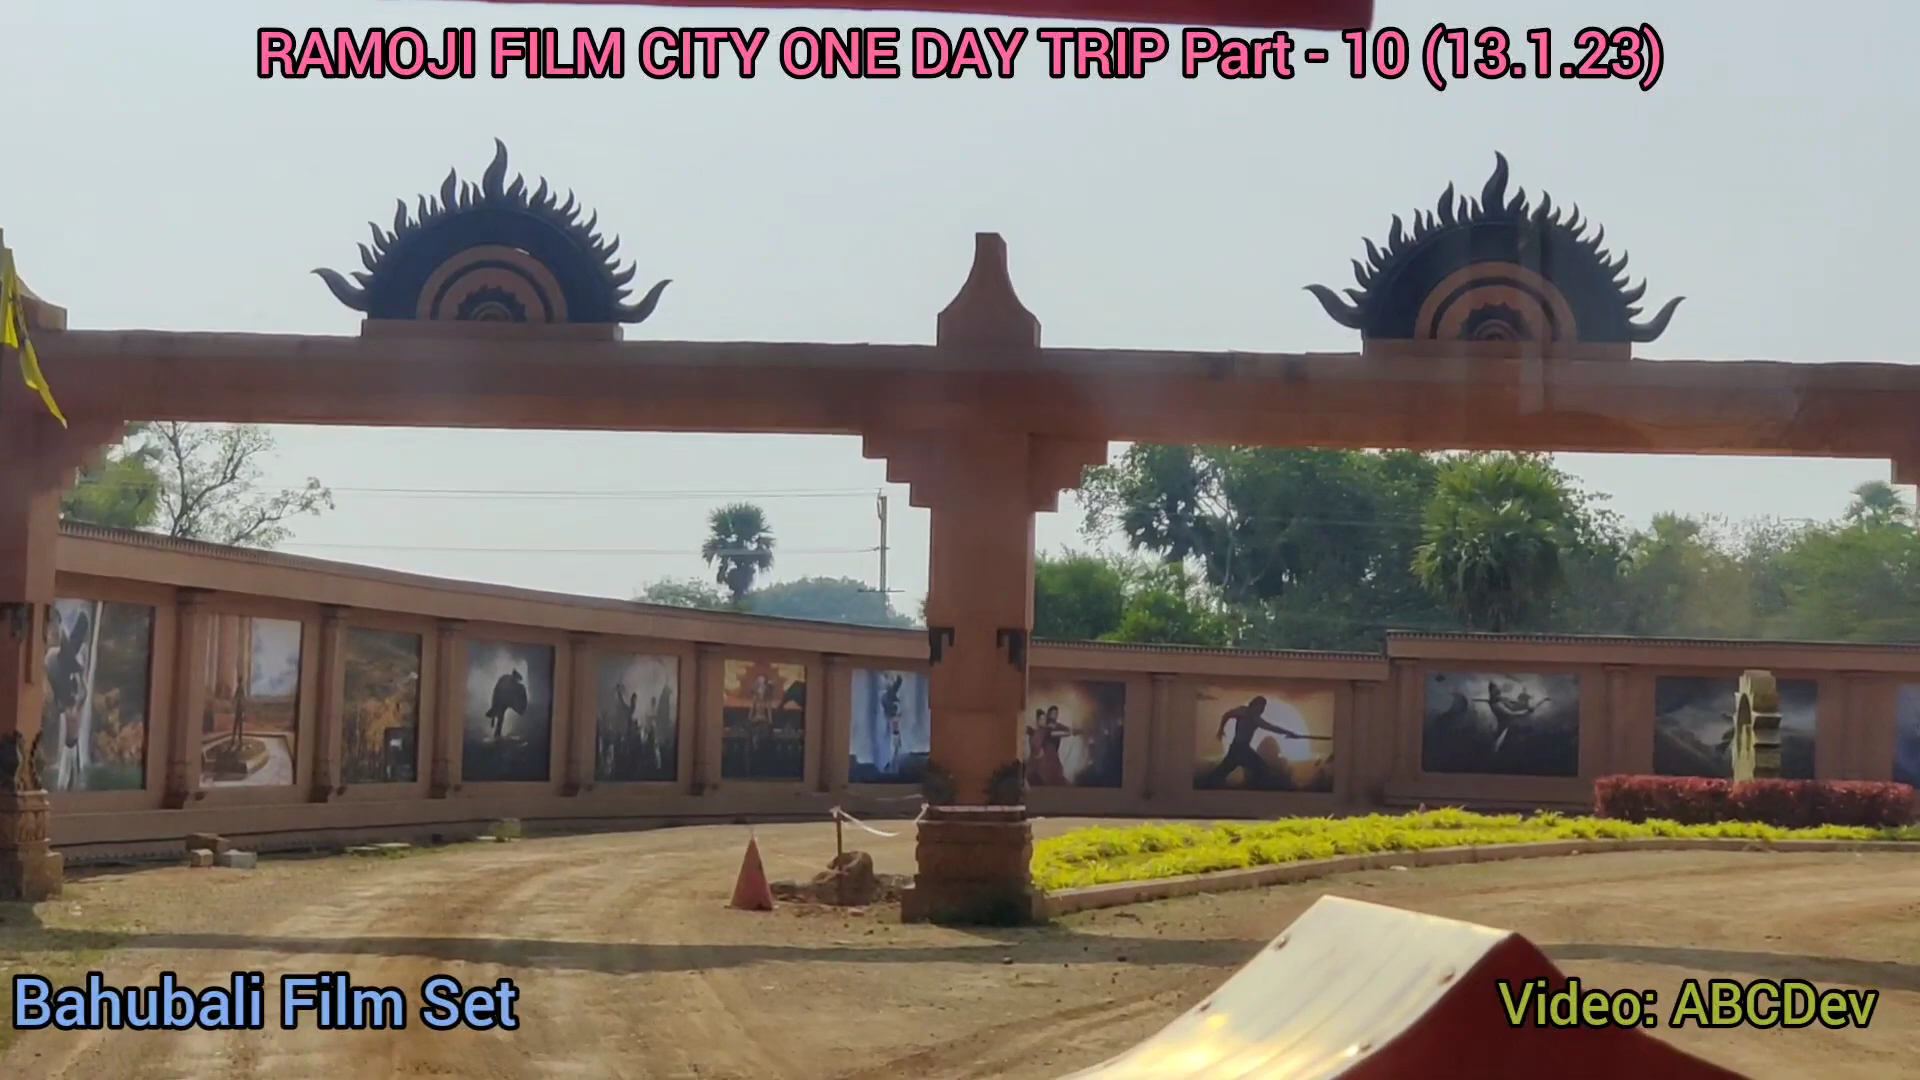 RAMOJI FILM CITY ONE DAY TRIP Part - 10 (13.1.23)
Bahubali Film Set
Video: ABCDev